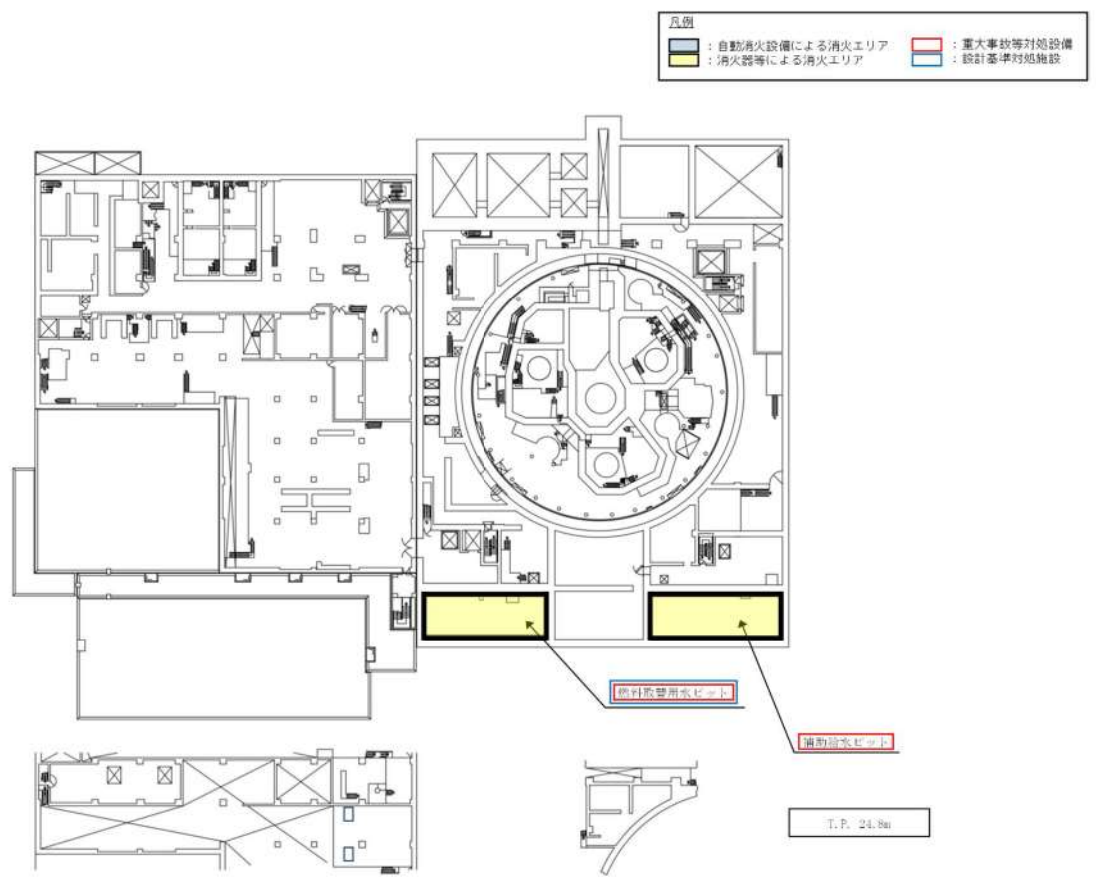 凡例
：自動消火設備による消火エリア
：重大事故等対処設備
：消火器等による消火エリア
：設計基準対処施設
燃料取替用水ピット
補助給水ピット
T.P. 24.8m